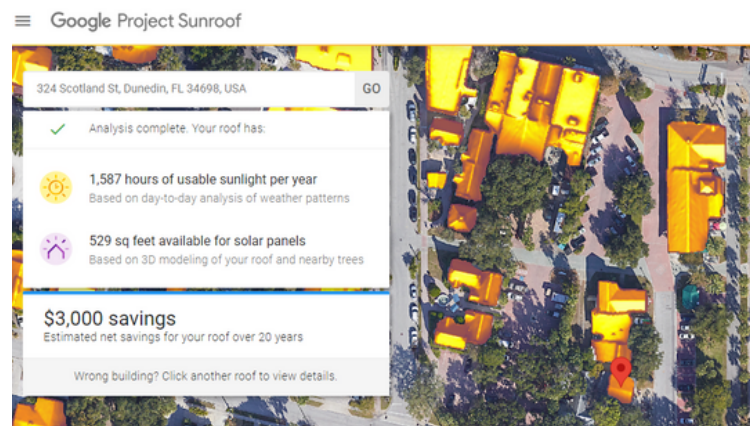 Google Project Sunroof
324 Scotland St, Dunedin, FL 34698, USA
GO
Analysis complete. Your roof has:
1,587 hours of usable sunlight per year
Based on day-to-day analysis of weather patterns
529 sq feet available for solar panels
Based on 3D modeling of your roof and nearby trees
$3,000 savings
Estimated net savings for your roof over 20 years
Wrong building? Click another roof to view details.